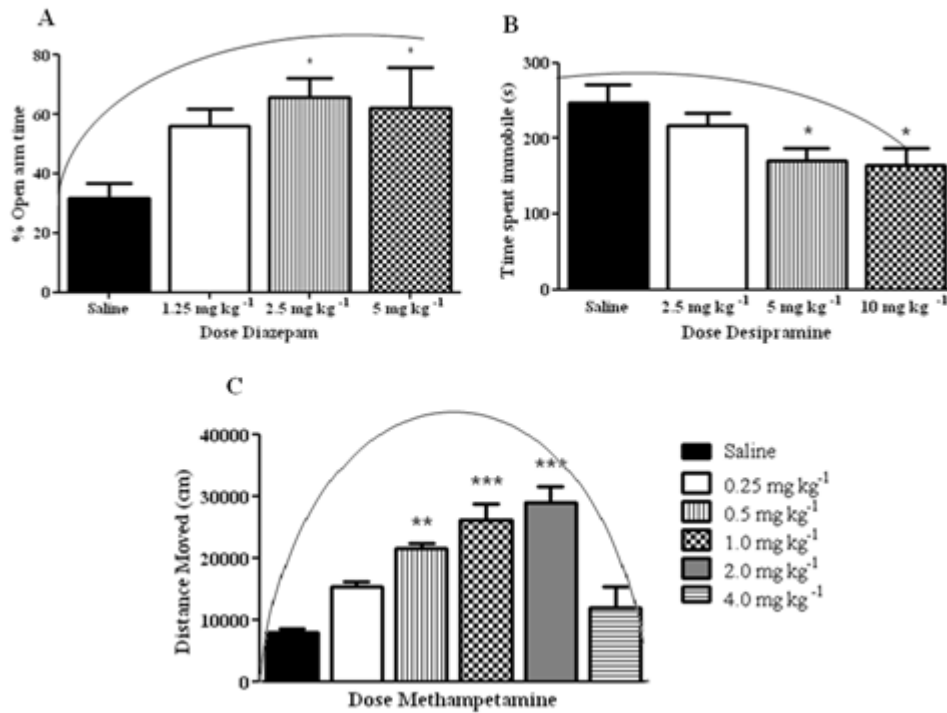 A
% Open arm time
80
60
40
20
0
*
*
Saline
1.25 mg kg-1
2.5 mg kg-1
5 mg kg-1
Dose Diazepam
B
Time spent immobile (s)
300
200
100
0
*
*
Saline
2.5 mg kg-1
5 mg kg-1
10 mg kg-1
Dose Desipramine
C
Distance Moved (cm)
40000
30000
20000
10000
0
**
***
***
Dose Methampetamine
Saline
0.25 mg kg-1
0.5 mg kg-1
1.0 mg kg-1
2.0 mg kg-1
4.0 mg kg-1